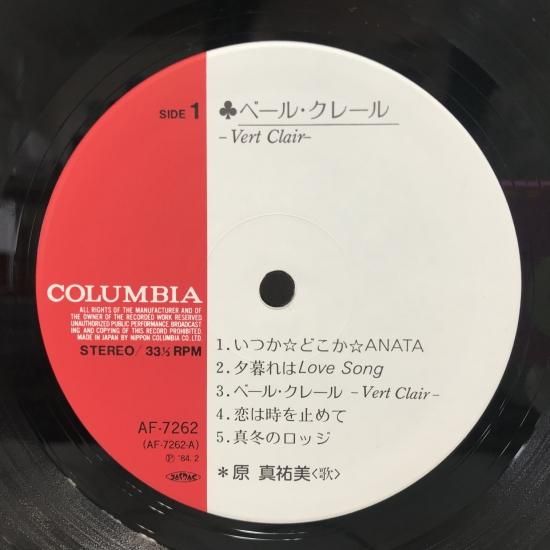 SIDE 1
♣ベール・クレール
-Vert Clair-
COLUMBIA
ALL RIGHTS OF THE MANUFACTURER AND OF
THE OWNER OF THE RECORDED WORK RESERVED
UNAUTHORIZED PUBLIC PERFORMANCE, BROADCAST
ING AND COPYING OF THIS RECORD PROHIBITED.
MADE IN JAPAN BY NIPPON COLUMBIA CO.,LTD.
STEREO/33⅓RPM
AF-7262
(AF-7262-A)
Ⓟ '84. 2
JASRAC
1.いつか☆どこか☆ANATA
2.夕暮れはLove Song
3.ベール・クレール -Vert Clair-
4.恋は時を止めて
5.真冬のロッジ
*原 真祐美〈歌〉